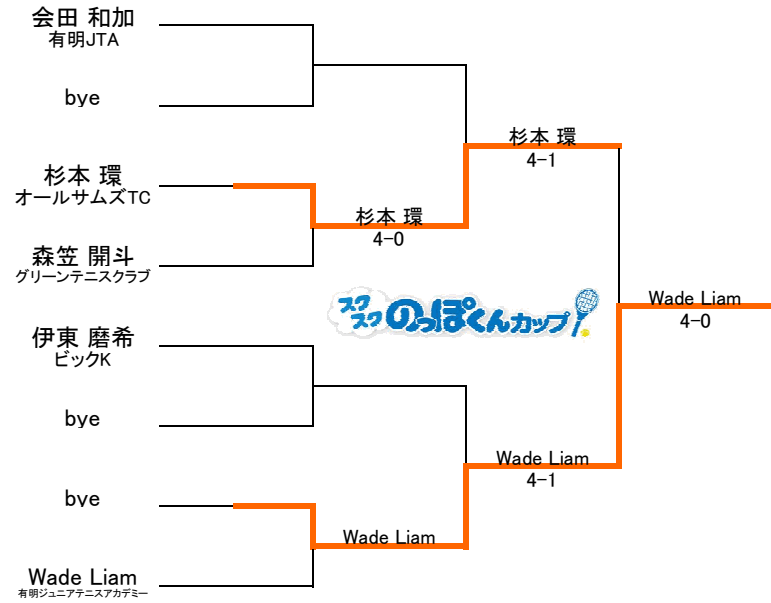 会田 和加
有明JTA
bye
杉本 環
4-1
杉本 環
オールサムズTC
杉本 環
4-0
森笠 開斗
グリーンテニスクラブ
スクスク のっぽくんカップ
Wade Liam
4-0
伊東 磨希
ビックK
bye
Wade Liam
4-1
bye
Wade Liam
Wade Liam
有明ジュニアテニスアカデミー